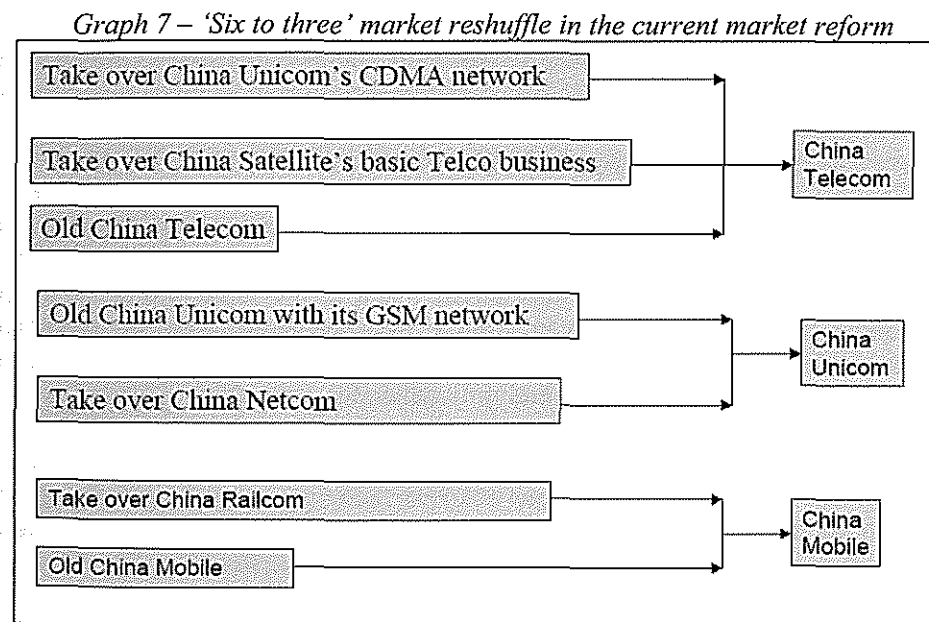 Graph 7 – ‘Six to three’ market reshuffle in the current market reform
Take over China Unicom’s CDMA network
Take over China Satellite’s basic Telco business
China
Telecom
Old China Telecom
Old China Unicom with its GSM network
China
Unicom
Take over China Netcom
Take over China Railcom
China
Mobile
Old China Mobile